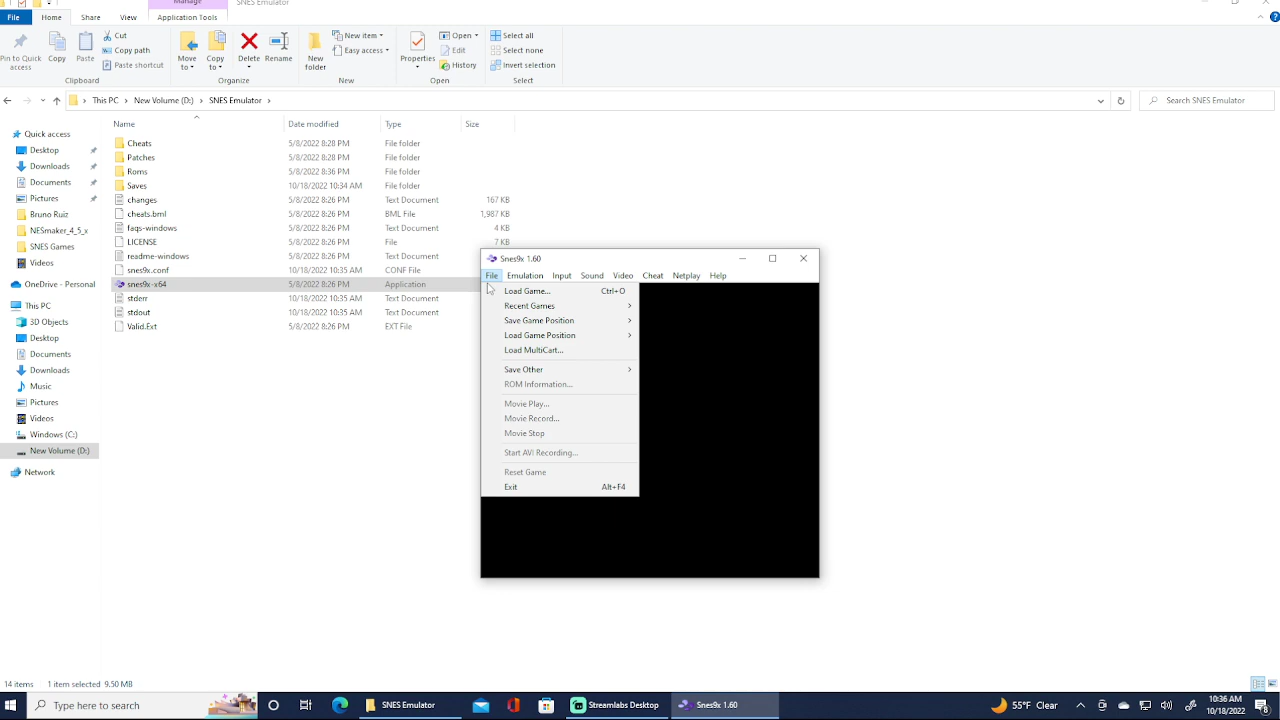 Manage
SNES Emulator
File
Home
Share
View
Application Tools
Pin to Quick access
Copy
Paste
Cut
Copy path
Paste shortcut
Clipboard
Move to
Copy to
Delete
Rename
Organize
New folder
New item
Easy access
New
Properties
Open
Edit
History
Open
Select all
Select none
Invert selection
Select
This PC > New Volume (D:) > SNES Emulator >
Search SNES Emulator
Name Date modified Type Size
Quick access
Desktop
Downloads
Documents
Pictures
Bruno Ruiz
NESmaker_4_5_x
SNES Games
Videos
OneDrive - Personal
This PC
3D Objects
Desktop
Documents
Downloads
Music
Pictures
Videos
Windows (C:)
New Volume (D:)
Network
Cheats 5/8/2022 8:28 PM File folder
Patches 5/8/2022 8:28 PM File folder
Roms 5/8/2022 8:36 PM File folder
Saves 10/18/2022 10:34 AM File folder
changes 5/8/2022 8:26 PM Text Document 167 KB
cheats.bml 5/8/2022 8:26 PM BML File 1,987 KB
faqs-windows 5/8/2022 8:26 PM Text Document 4 KB
LICENSE 5/8/2022 8:26 PM File 7 KB
readme-windows 5/8/2022 8:26 PM Text Document
snes9x.conf 10/18/2022 10:35 AM CONF File
snes9x-x64 5/8/2022 8:26 PM Application
stderr 10/18/2022 10:35 AM Text Document
stdout 10/18/2022 10:35 AM Text Document
Valid.Ext 5/8/2022 8:26 PM EXT File
Snes9x 1.60
File Emulation Input Sound Video Cheat Netplay Help
Load Game... Ctrl+O
Recent Games >
Save Game Position >
Load Game Position >
Load MultiCart...
Save Other >
ROM Information...
Movie Play...
Movie Record...
Movie Stop
Start AVI Recording...
Reset Game
Exit Alt+F4
14 items 1 item selected 9.50 MB
Type here to search
SNES Emulator
Streamlabs Desktop
Snes9x 1.60
55°F Clear
10:36 AM
10/18/2022